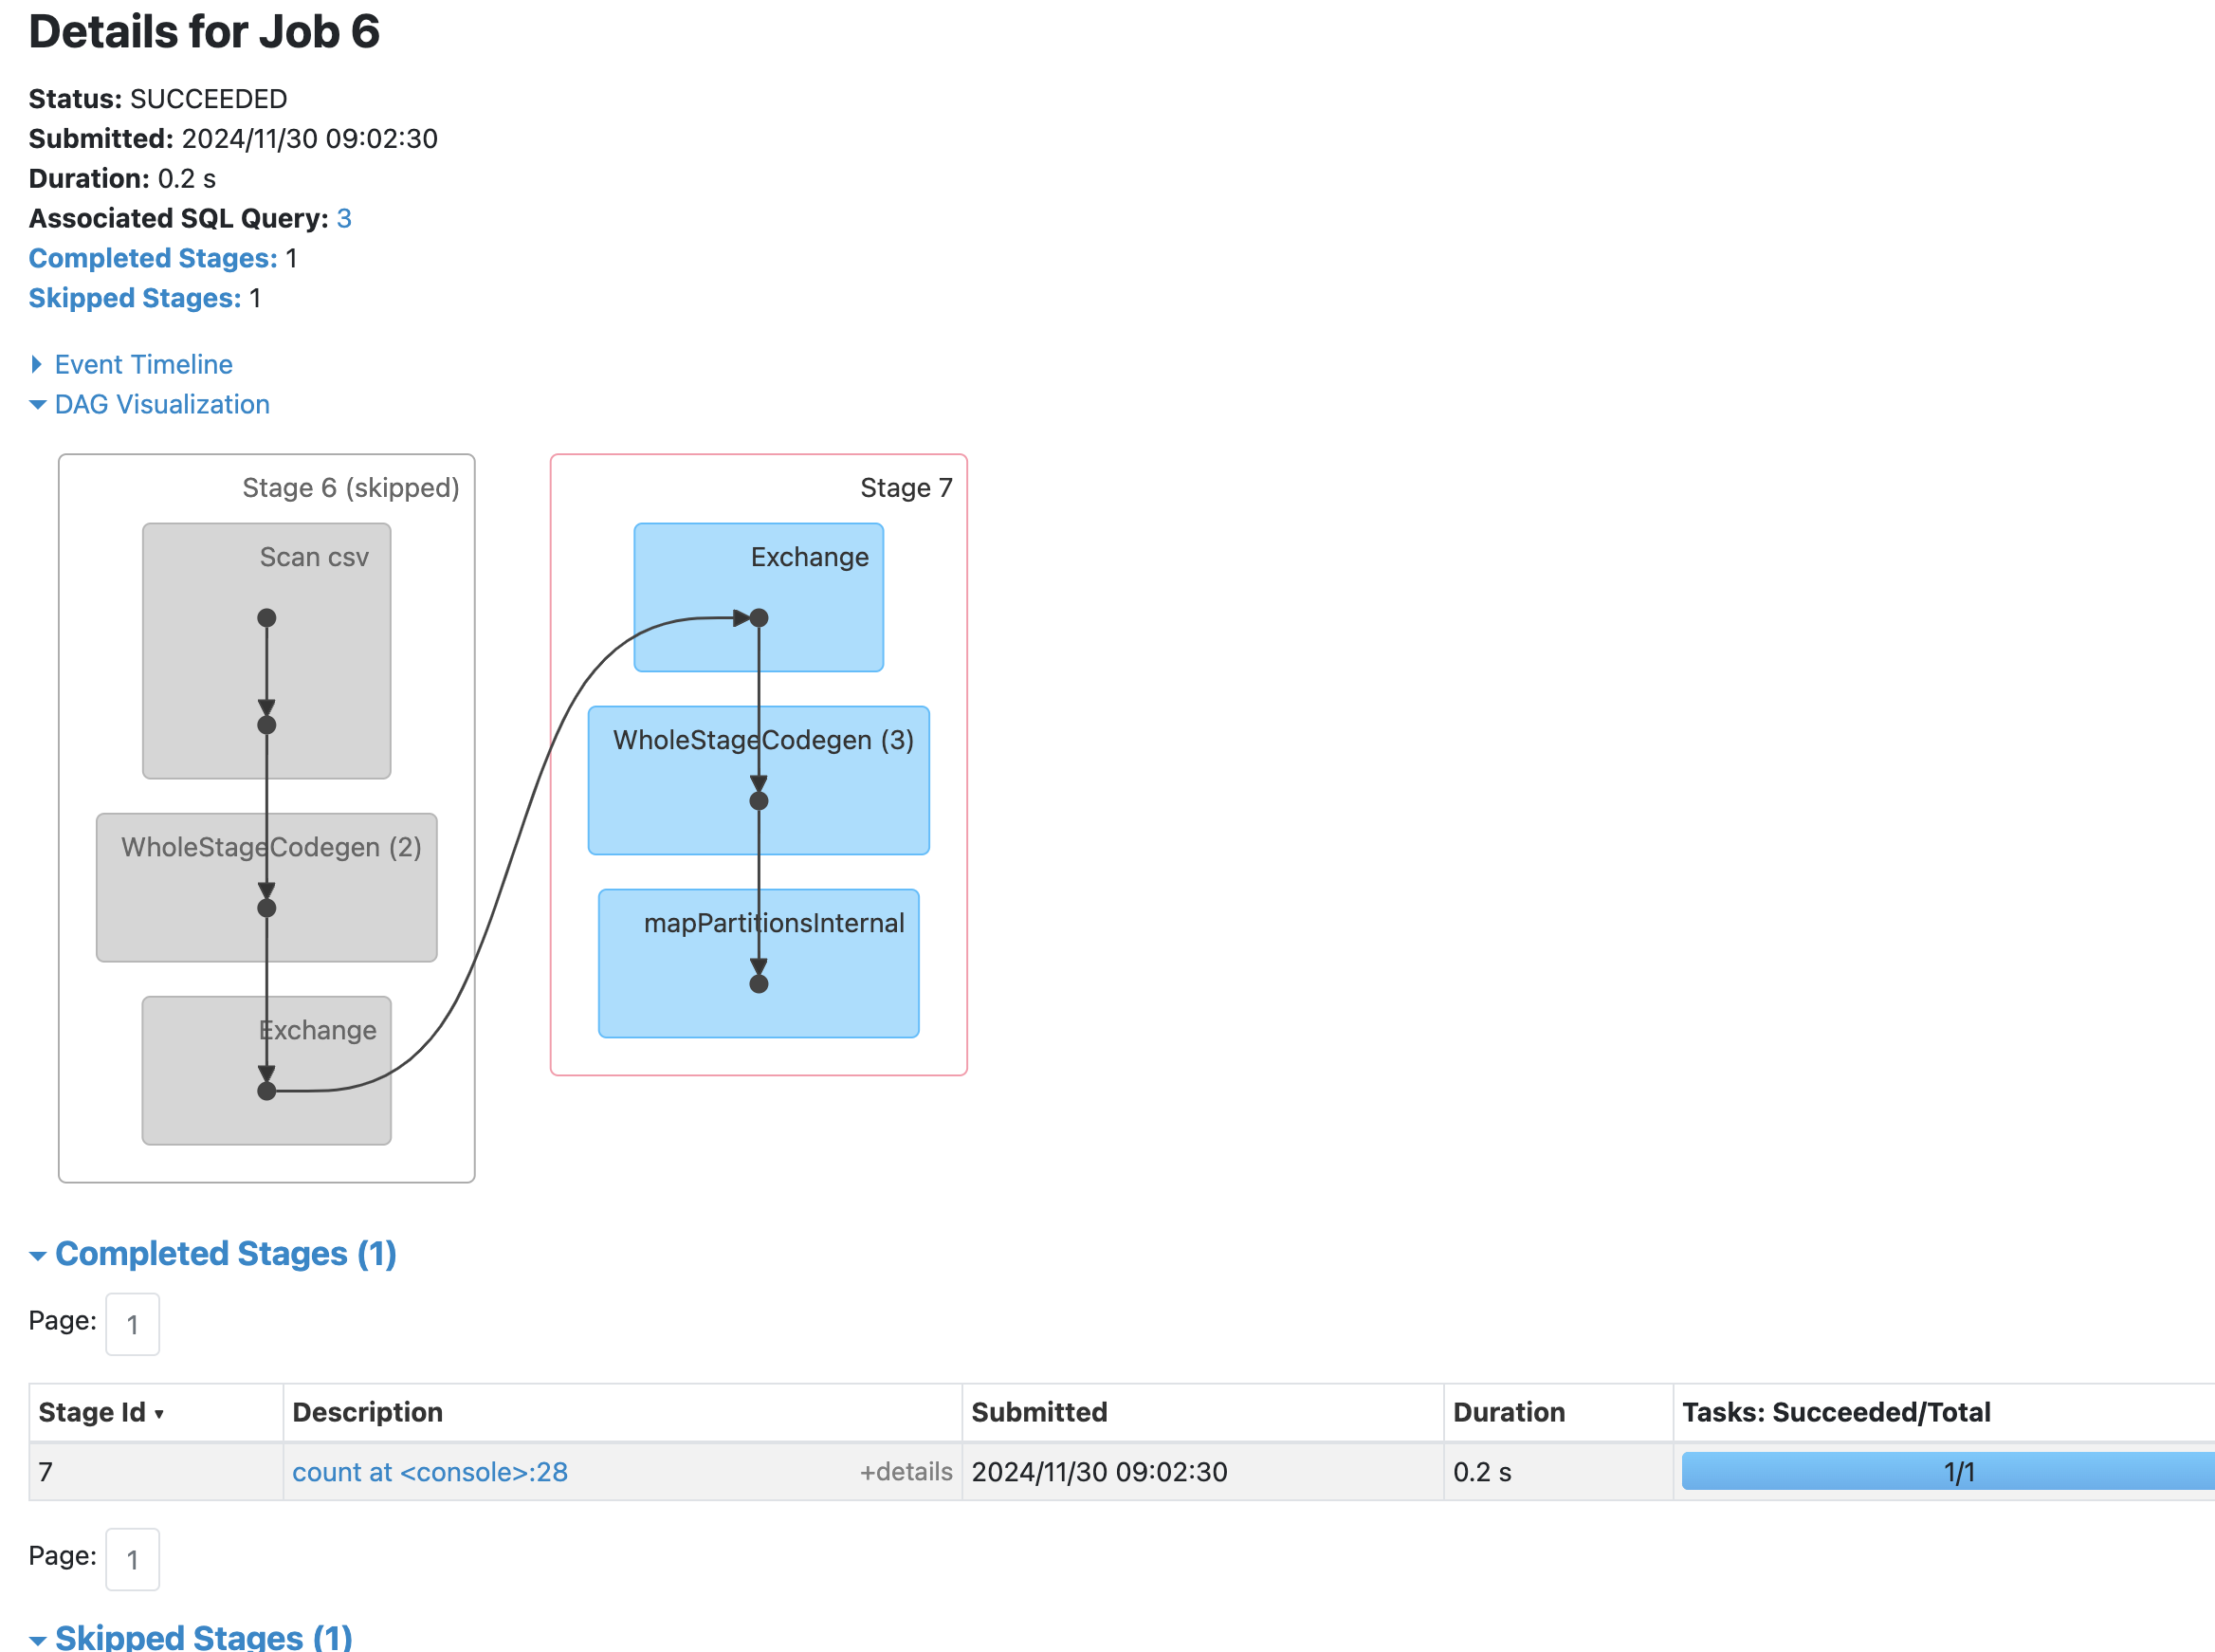 Details for Job 6
Status: SUCCEEDED
Submitted: 2024/11/30 09:02:30
Duration: 0.2 s
Associated SQL Query: 3
Completed Stages: 1
Skipped Stages: 1
Event Timeline
DAG Visualization
Stage 6 (skipped)
Scan csv
WholeStageCodegen (2)
Exchange
Stage 7
Exchange
WholeStageCodegen (3)
mapPartitionsInternal
Completed Stages (1)
Page: 1
Stage Id ▾ Description Submitted Duration Tasks: Succeeded/Total
7 count at <console>:28 +details 2024/11/30 09:02:30 0.2 s 1/1
Page: 1
Skipped Stages (1)